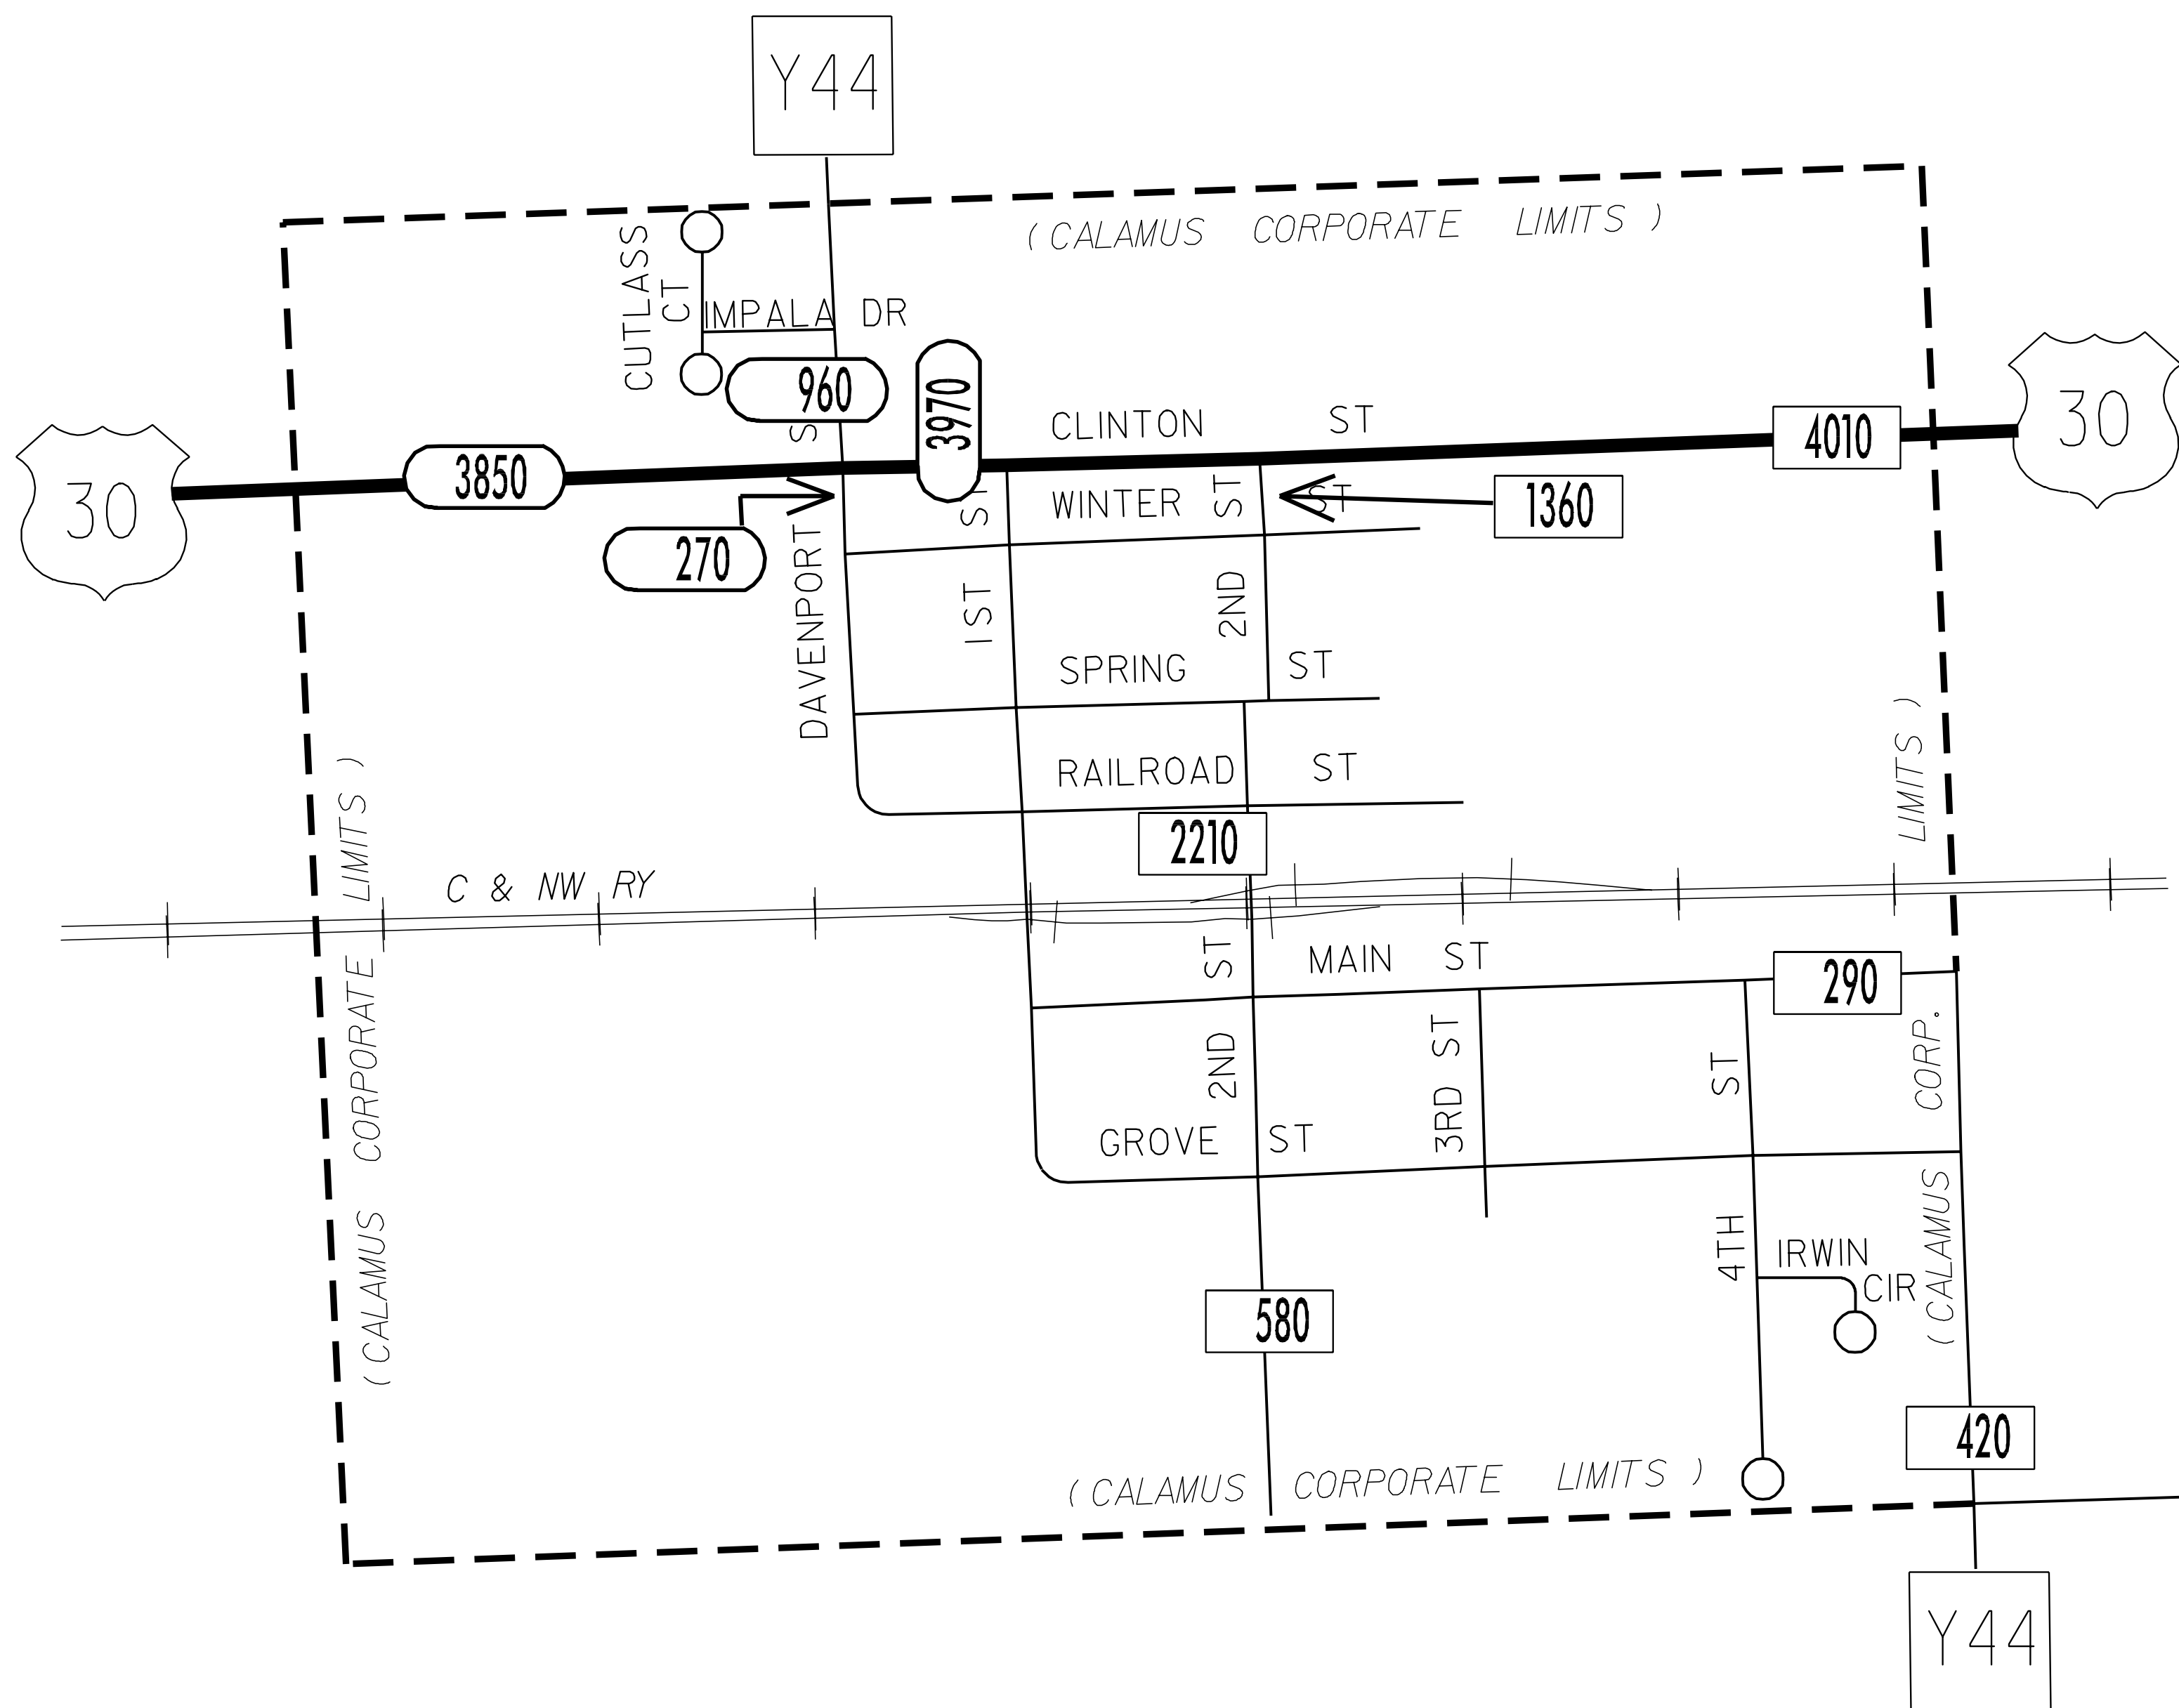 Y44
(CALAMUS CORPORATE LIMITS)
CUTLASS
CT
IMPALA DR
960
3970
CLINTON ST
4010
30
30
3850
270
DAVENPORT S
1ST ST
WINTER ST
2ND ST
1360
SPRING ST
RAILROAD ST
2210
C & NW RY
(CALAMUS CORPORATE LIMITS)
(CALAMUS CORP. LIMITS)
MAIN ST
290
2ND ST
3RD ST
4TH ST
GROVE ST
IRWIN
CIR
580
420
(CALAMUS CORPORATE LIMITS)
Y44